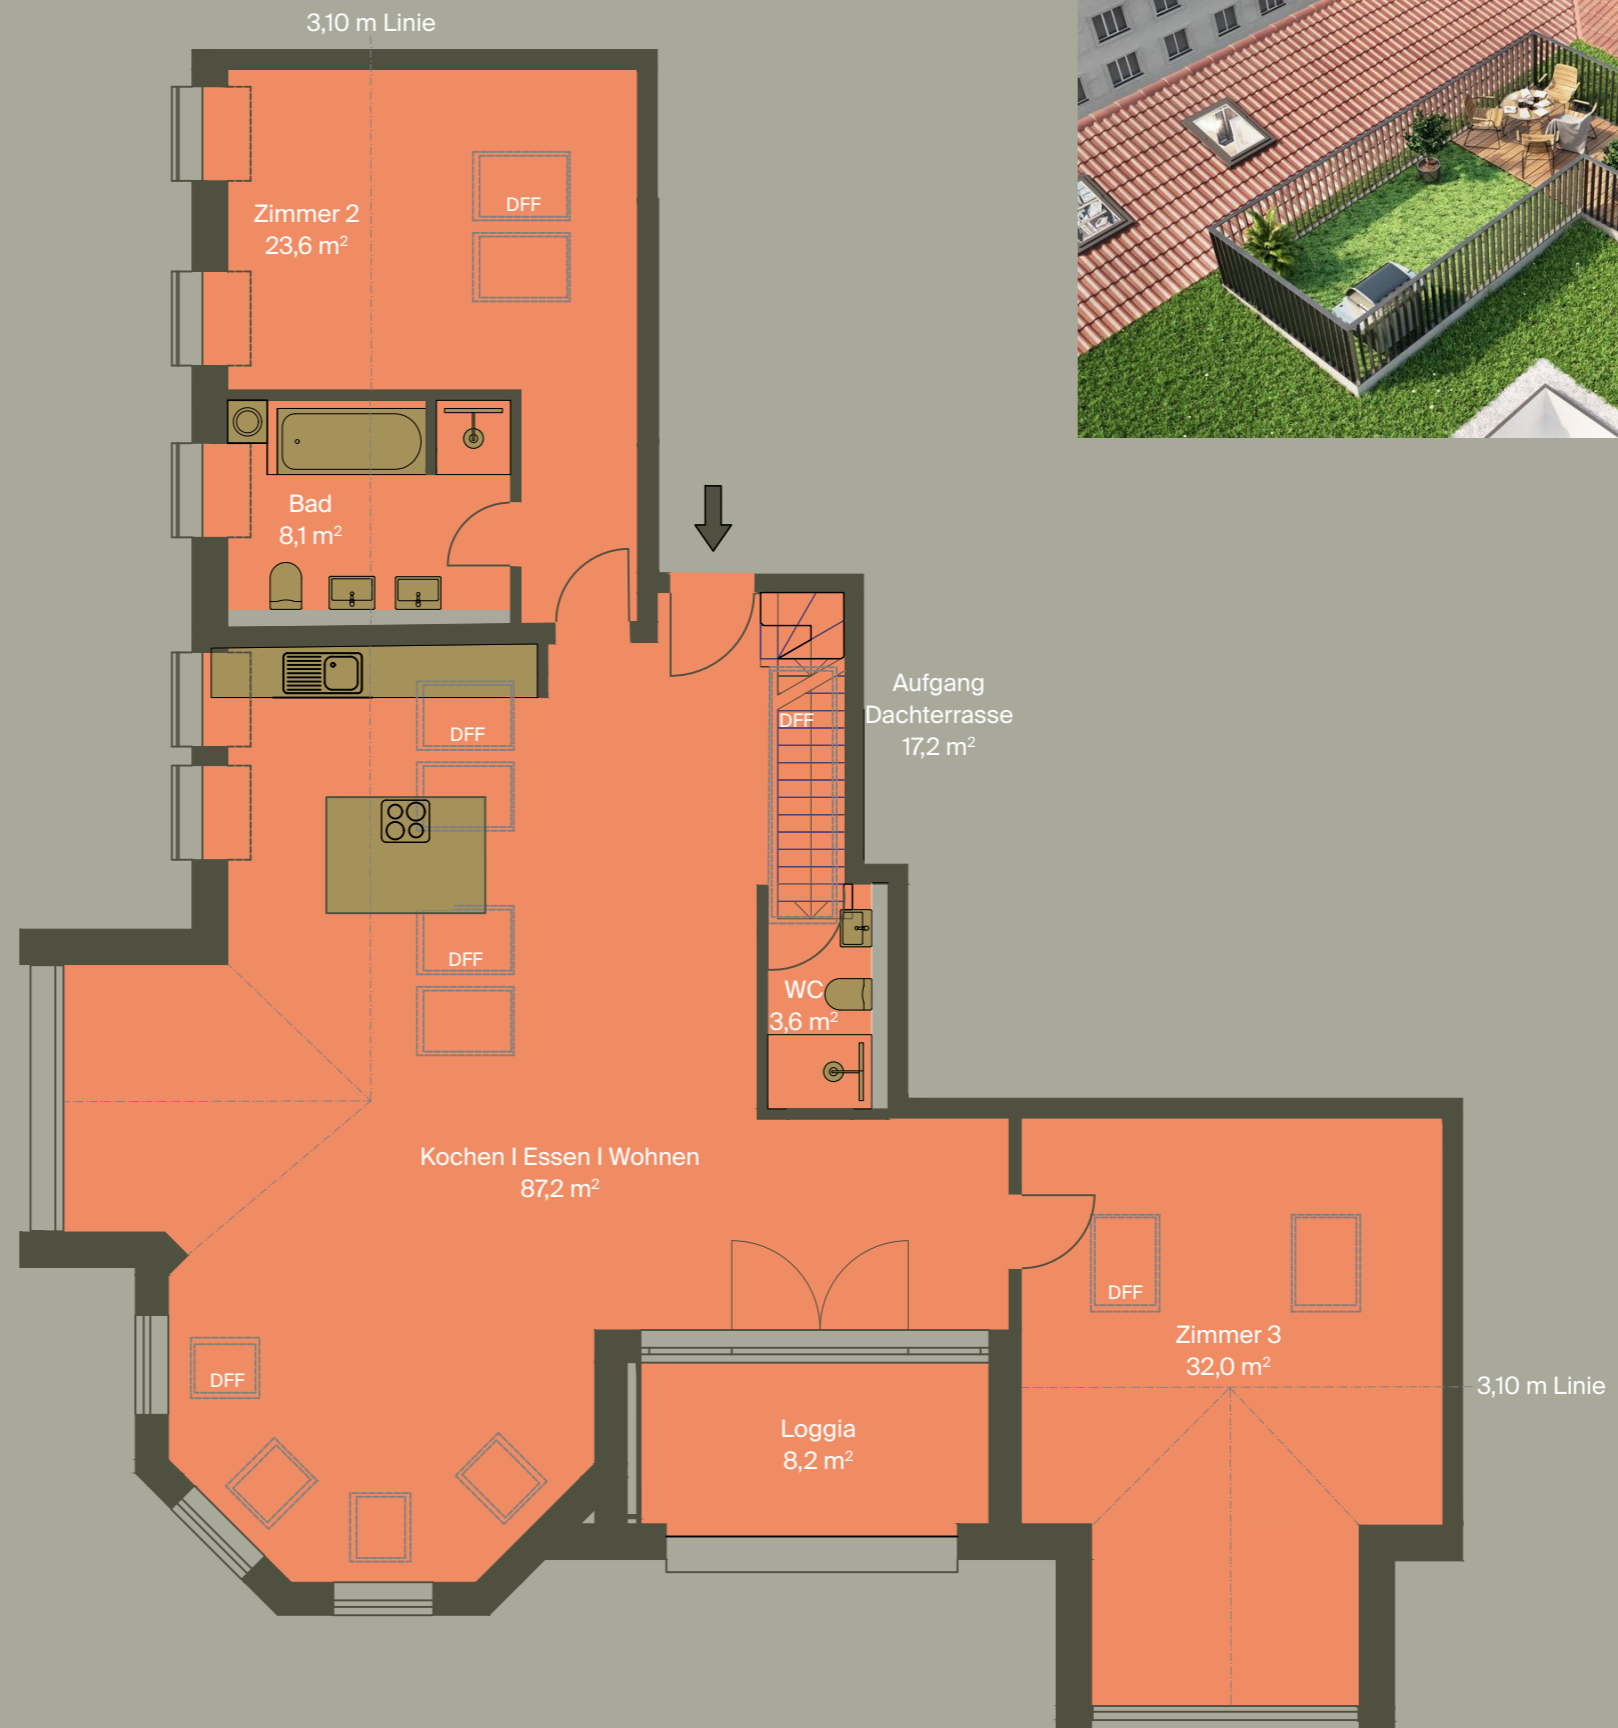 3,10 m Linie
Zimmer 2
23,6 m²
DFF
Bad
8,1 m²
Aufgang
Dachterrasse
17,2 m²
DFF
DFF
DFF
WC
3,6 m²
Kochen I Essen I Wohnen
87,2 m²
DFF
Zimmer 3
32,0 m²
3,10 m Linie
DFF
Loggia
8,2 m²